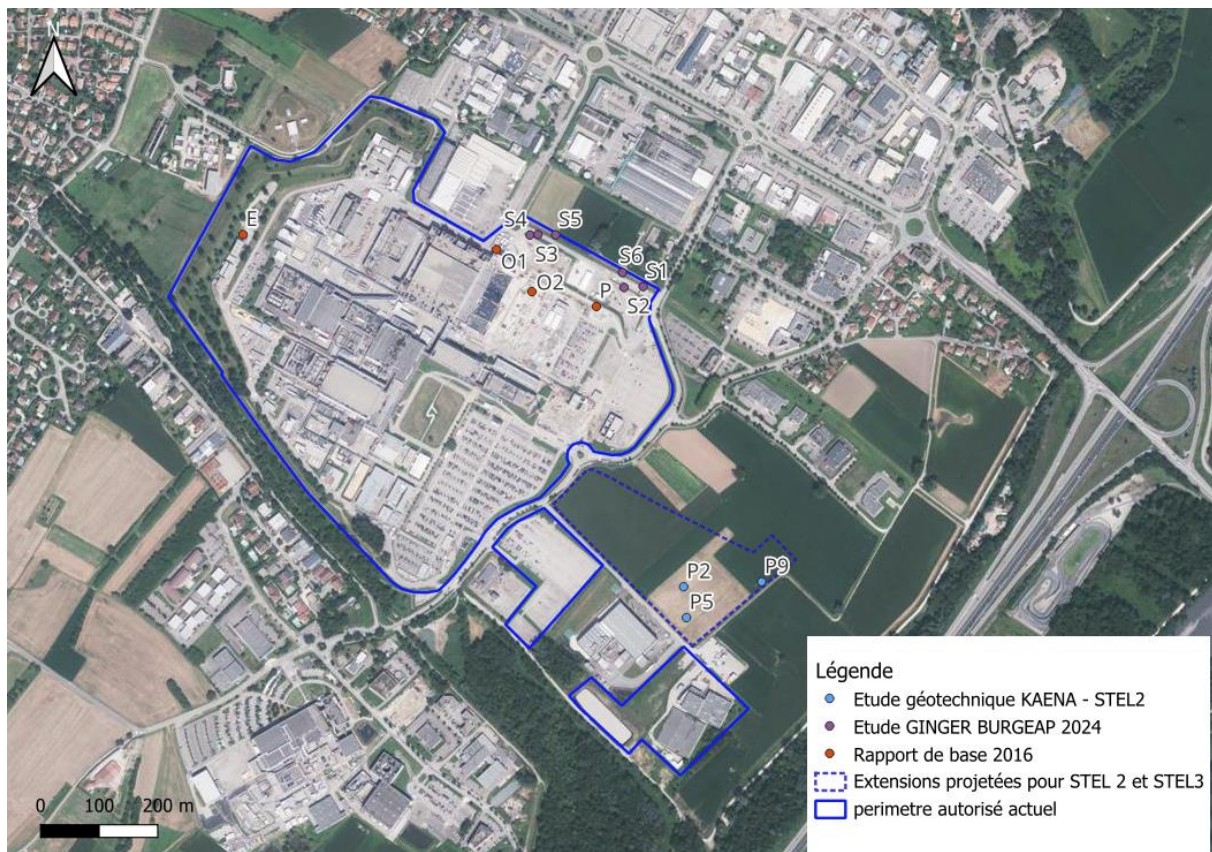 N
E
S4
S5
S3
O1
S6
S1
O2
P
S2
P9
P2
P5
Légende
Etude géotechnique KAENA - STEL2
Etude GINGER BURGEAP 2024
Rapport de base 2016
Extensions projetées pour STEL 2 et STEL3
perimetre autorisé actuel
0 100 200 m